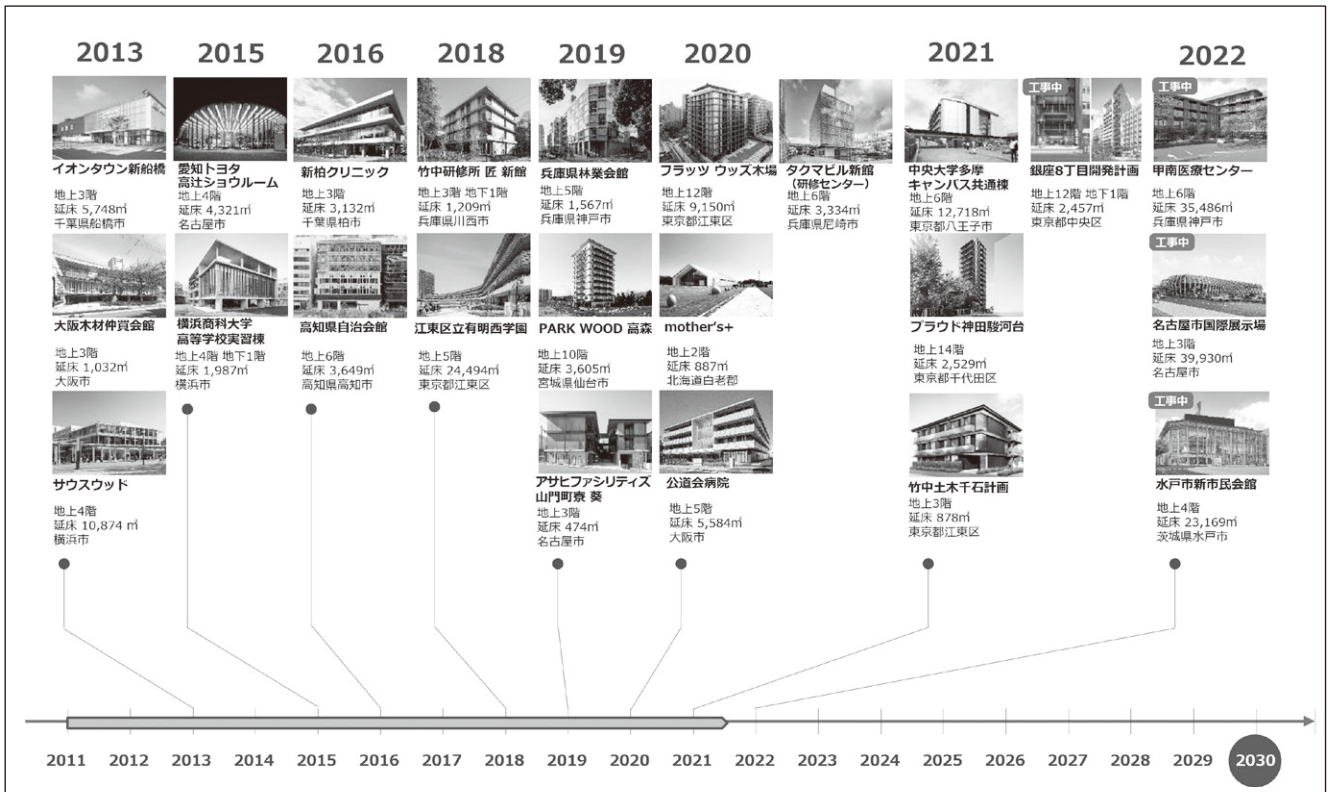 2013
イオンタウン新船橋
地上3階
延床 5,748㎡
千葉県船橋市
大阪木材仲買会館
地上3階
延床 1,032㎡
大阪市
サウスウッド
地上4階
延床 10,874 ㎡
横浜市
2015
愛知トヨタ
高辻ショウルーム
地上4階
延床 4,321㎡
名古屋市
横浜商科大学
高等学校実習棟
地上4階 地下1階
延床 1,987㎡
横浜市
2016
新柏クリニック
地上3階
延床 3,132㎡
千葉県柏市
高知県自治会館
地上6階
延床 3,649㎡
高知県高知市
2018
竹中研修所 匠 新館
地上3階 地下1階
延床 1,209㎡
兵庫県川西市
江東区立有明西学園
地上5階
延床 24,494㎡
東京都江東区
2019
兵庫県林業会館
地上5階
延床 1,567㎡
兵庫県神戸市
PARK WOOD 高森
地上10階
延床 3,605㎡
宮城県仙台市
アサヒファシリティズ
山門町寮 葵
地上3階
延床 474㎡
名古屋市
2020
フラッツ ウッズ木場
地上12階
延床 9,150㎡
東京都江東区
mother's+
地上2階
延床 887㎡
北海道白老郡
公道会病院
地上5階
延床 5,584㎡
大阪市
タクマビル新館
(研修センター)
地上6階
延床 3,334㎡
兵庫県尼崎市
2021
中央大学多摩
キャンパス共通棟
地上6階
延床 12,718㎡
東京都八王子市
プラウド神田駿河台
地上14階
延床 2,529㎡
東京都千代田区
竹中土木千石計画
地上3階
延床 878㎡
東京都江東区
工事中
銀座8丁目開発計画
地上12階 地下1階
延床 2,457㎡
東京都中央区
2022
工事中
甲南医療センター
地上6階
延床 35,486㎡
兵庫県神戸市
工事中
名古屋市国際展示場
地上3階
延床 39,930㎡
名古屋市
工事中
水戸市新市民会館
地上4階
延床 23,169㎡
茨城県水戸市
2011 2012 2013 2014 2015 2016 2017 2018 2019 2020 2021 2022 2023 2024 2025 2026 2027 2028 2029 2030